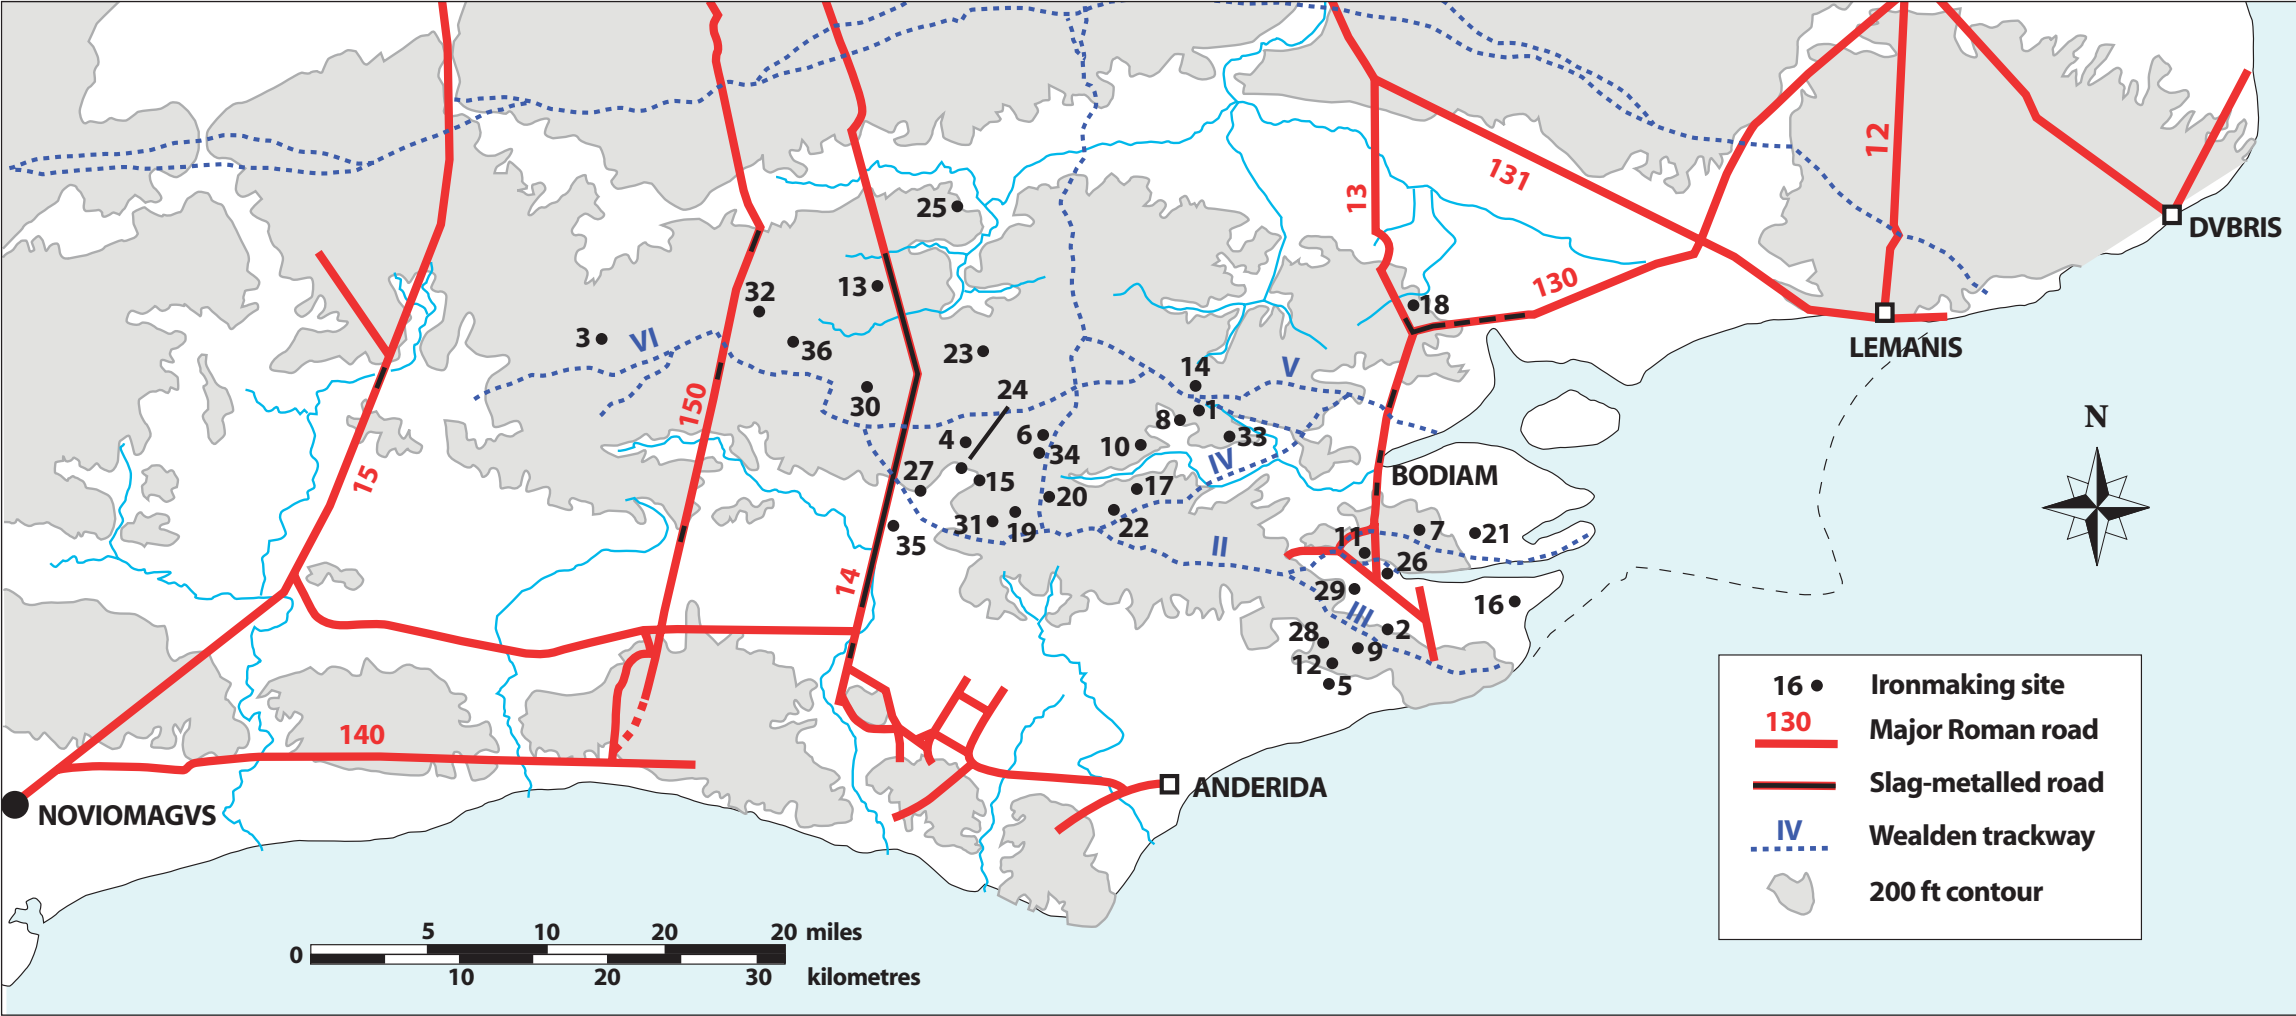 12
131
13
25
DVBRIS
32
13
130
18
3
VI
36
23
LEMANIS
14
V
24
150
30
1
8
N
4
6
33
10
34
IV
27
BODIAM
15
15
17
20
31
19
22
11
7
21
35
II
26
14
29
16
III
28
2
9
12
5
16 Ironmaking site
130 Major Roman road
Slag-metalled road
IV Wealden trackway
200 ft contour
140
ANDERIDA
NOVIOMAGVS
5 10 20 20 miles
0
10 20 30 kilometres